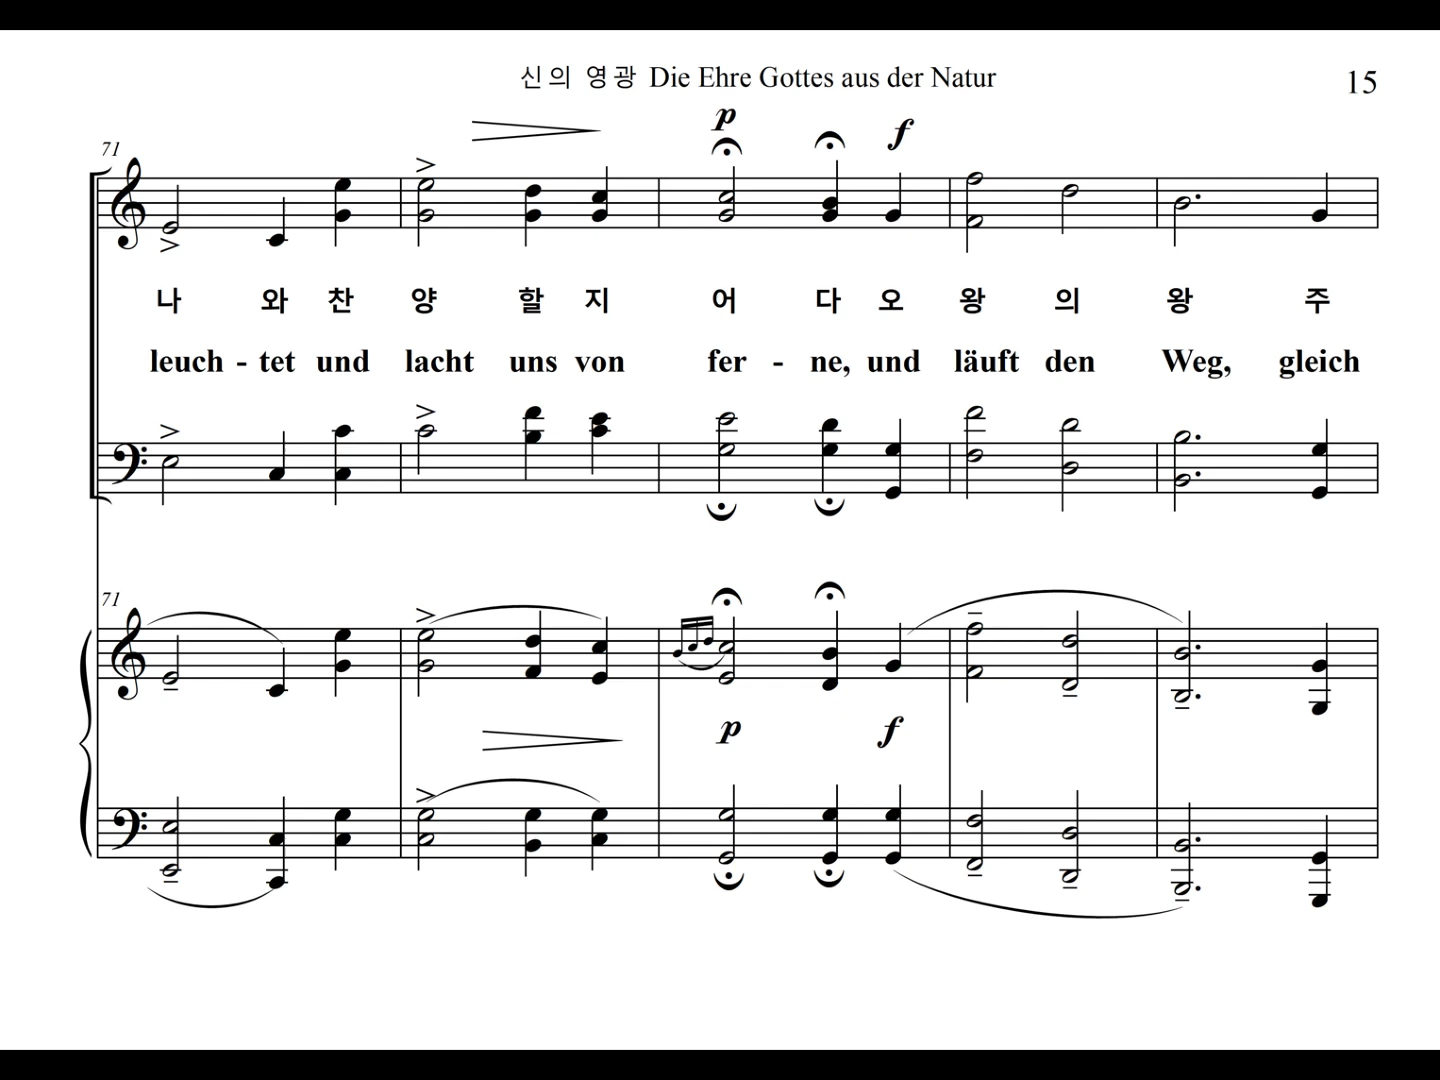 신의 영광 Die Ehre Gottes aus der Natur
15
71
p
f
나 와 찬 양 할 지 어 다 오 왕 의 왕 주
leuch - tet und lacht uns von fer - ne, und läuft den Weg, gleich
71
p
f